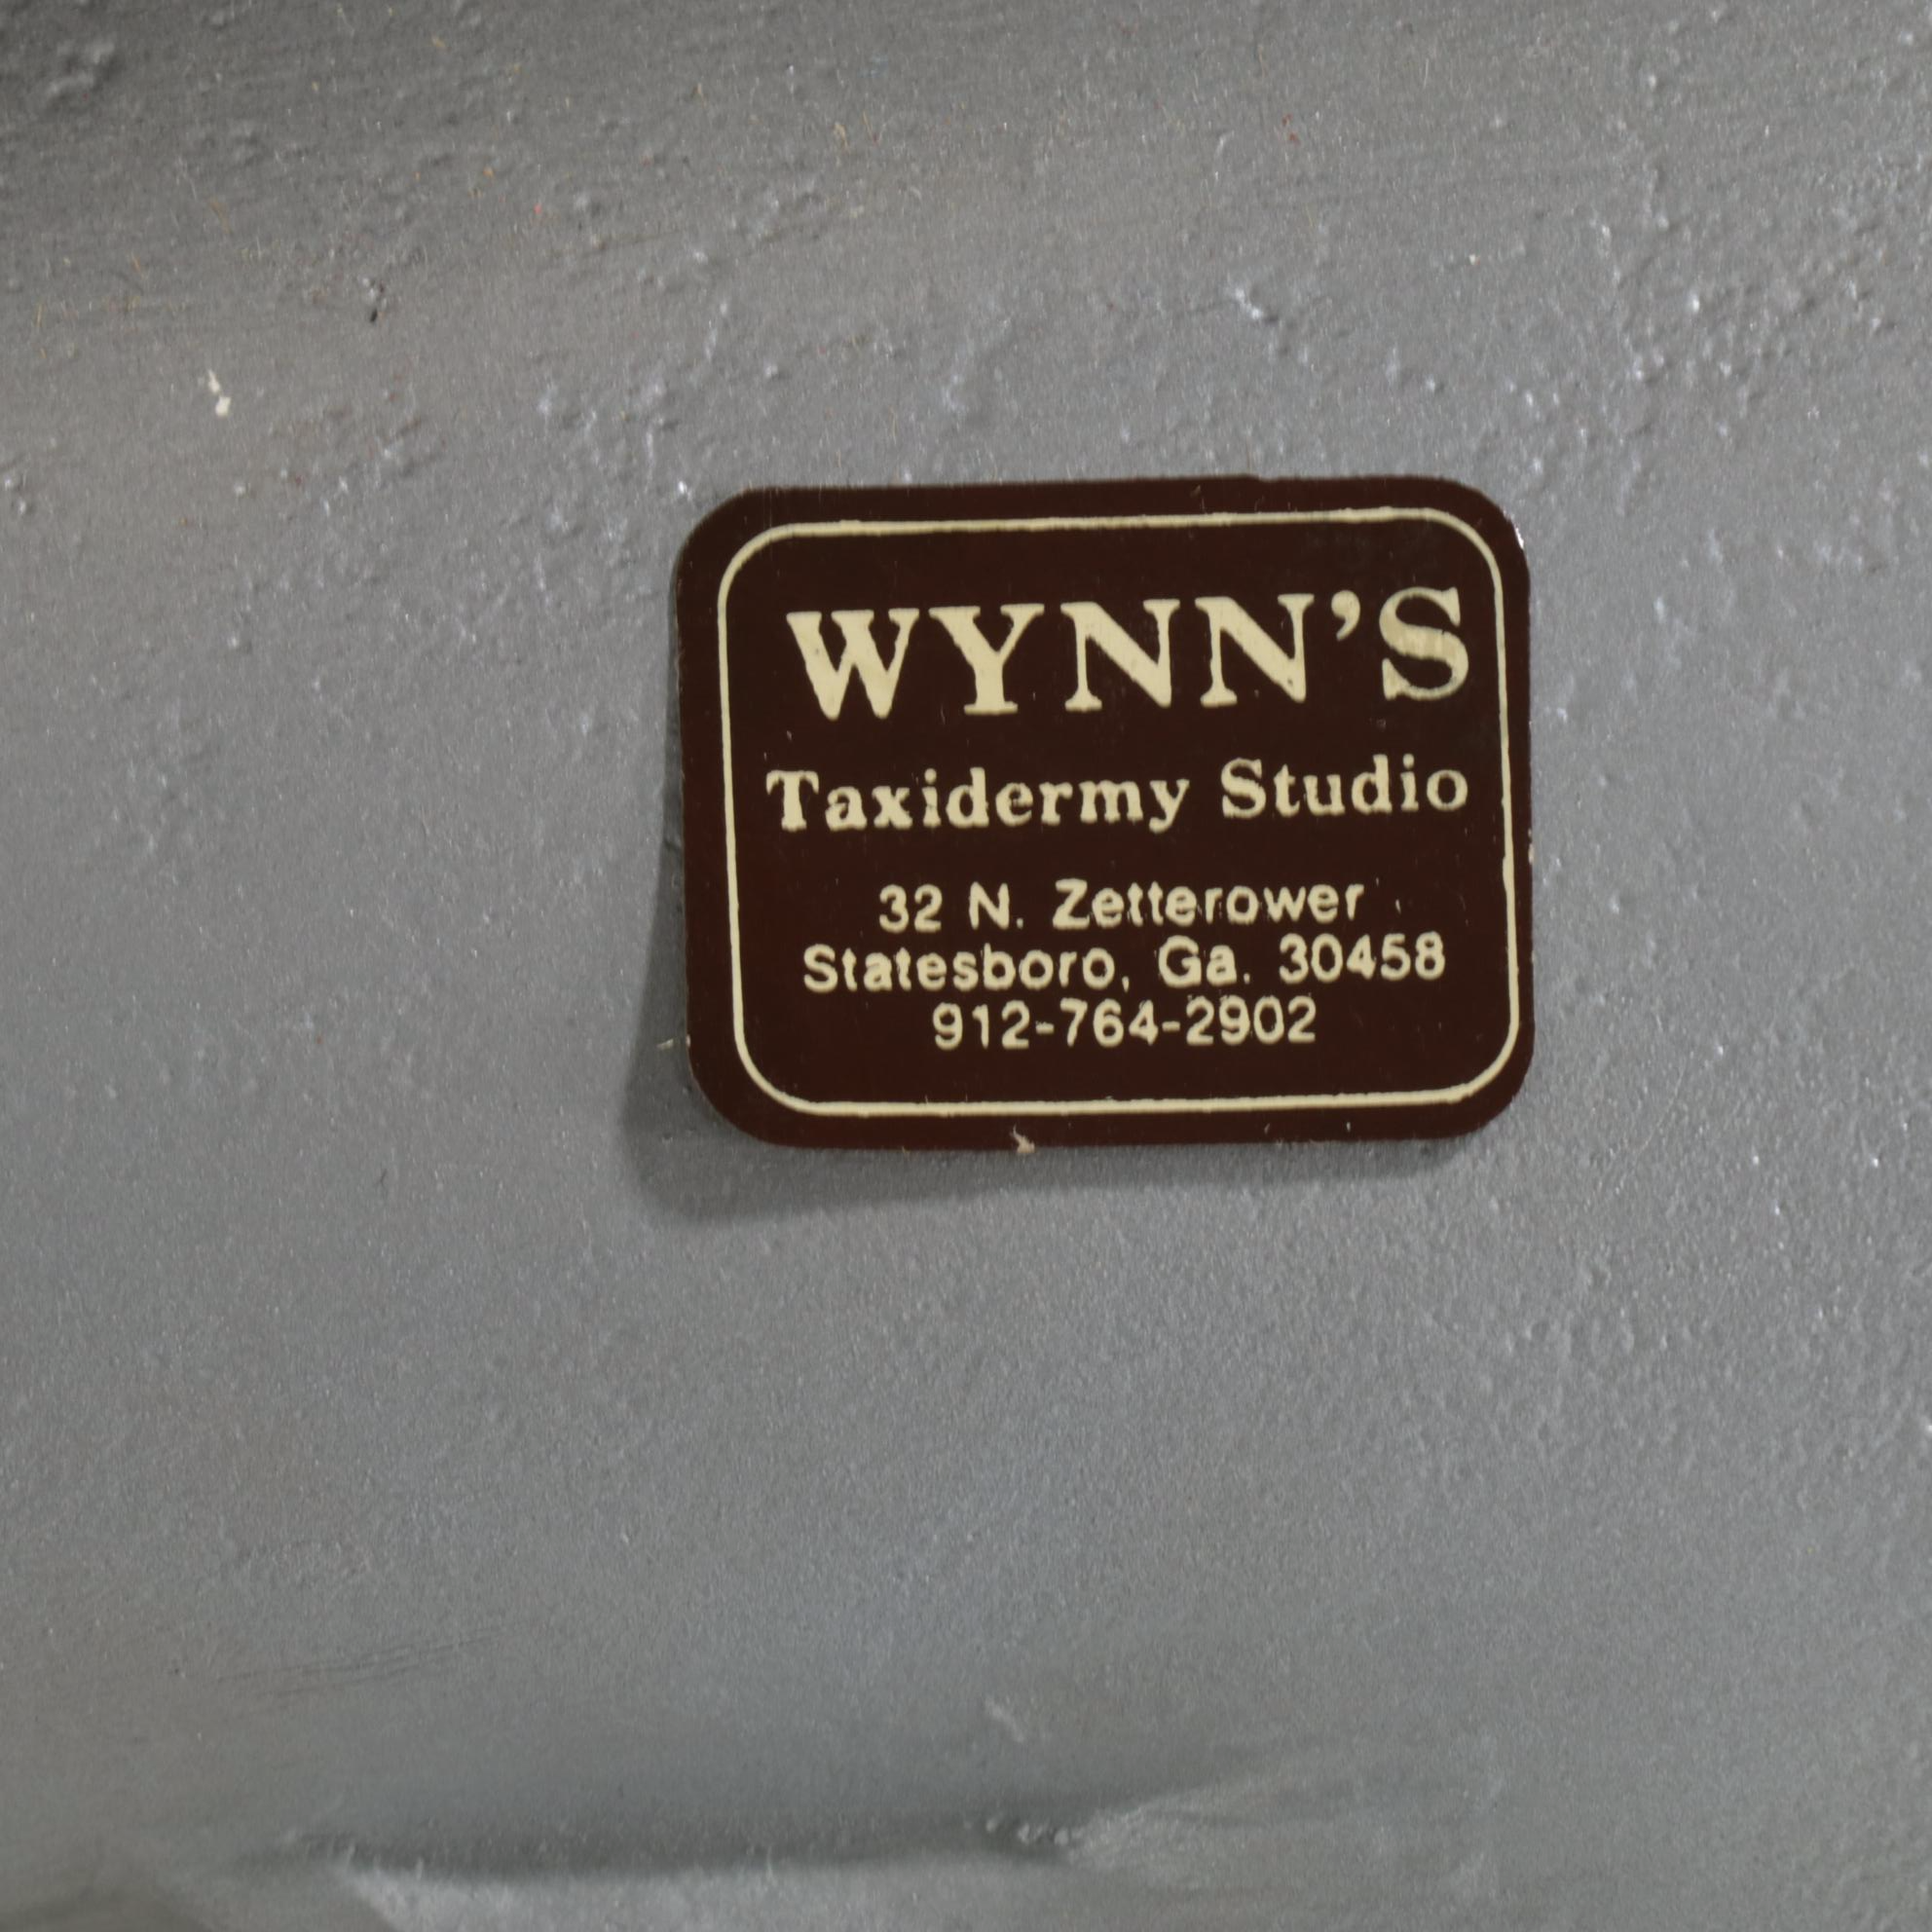 WYNN'S
Taxidermy Studio
32 N. Zetterower
Statesboro, Ga. 30458
912-764-2902